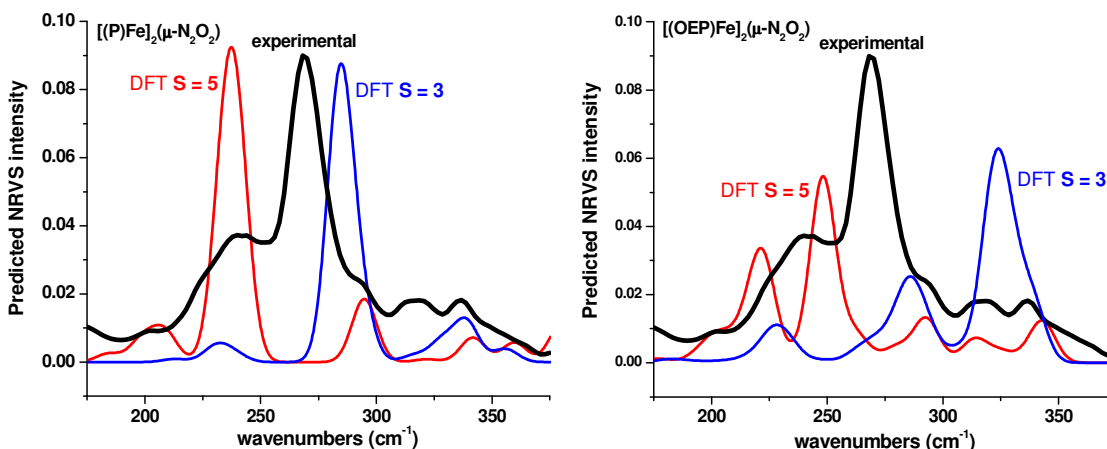 [(P)Fe]₂(μ-N₂O₂)
experimental
DFT S = 5
DFT S = 3
0.10
0.08
0.06
0.04
0.02
0.00
Predicted NRVS intensity
200
250
300
350
wavenumbers (cm⁻¹)
[(OEP)Fe]₂(μ-N₂O₂)
experimental
DFT S = 5
DFT S = 3
0.10
0.08
0.06
0.04
0.02
0.00
Predicted NRVS intensity
200
250
300
350
wavenumbers (cm⁻¹)